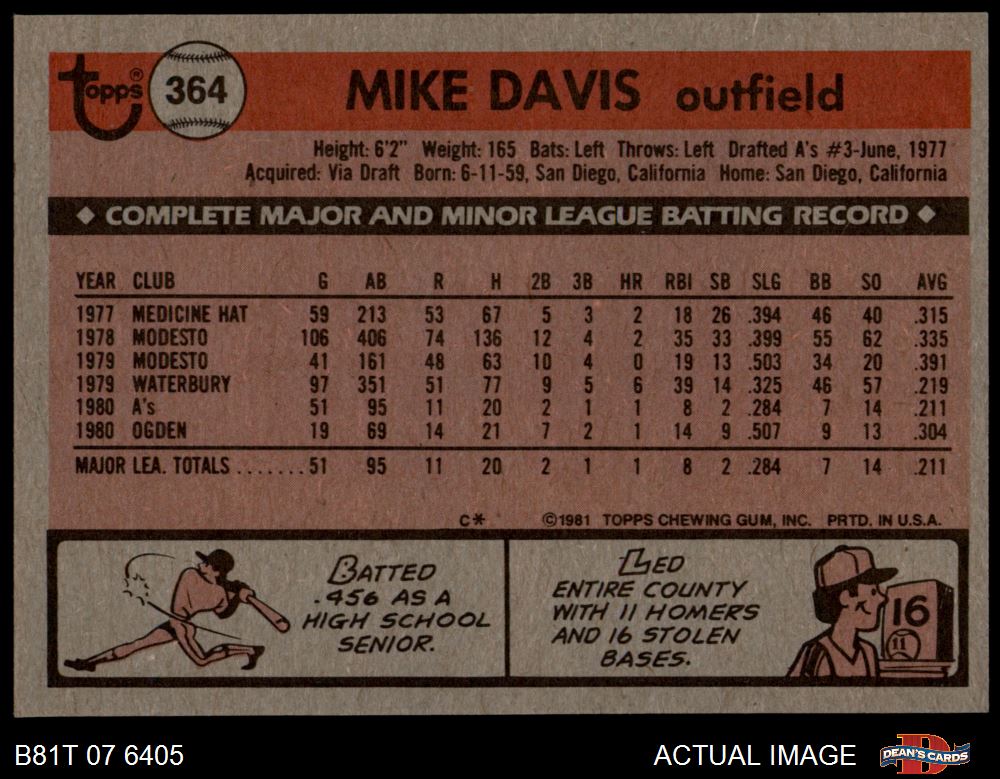 topps® 364 MIKE DAVIS outfield
Height: 6'2" Weight: 165 Bats: Left Throws: Left Drafted A's #3-June, 1977
Acquired: Via Draft Born: 6-11-59, San Diego, California Home: San Diego, California
◆ COMPLETE MAJOR AND MINOR LEAGUE BATTING RECORD ◆
YEAR CLUB G AB R H 2B 3B HR RBI SB SLG BB SO AVG
1977 MEDICINE HAT 59 213 53 67 5 3 2 18 26 .394 46 40 .315
1978 MODESTO 106 406 74 136 12 4 2 35 33 .399 55 62 .335
1979 MODESTO 41 161 48 63 10 4 0 19 13 .503 34 20 .391
1979 WATERBURY 97 351 51 77 9 5 6 39 14 .325 46 57 .219
1980 A's 51 95 11 20 2 1 1 8 2 .284 7 14 .211
1980 OGDEN 19 69 14 21 7 2 1 14 9 .507 9 13 .304
MAJOR LEA. TOTALS .......51 95 11 20 2 1 1 8 2 .284 7 14 .211
C* ©1981 TOPPS CHEWING GUM, INC. PRTD. IN U.S.A.
BATTED
.456 AS A
HIGH SCHOOL
SENIOR.
LED
ENTIRE COUNTY
WITH 11 HOMERS
AND 16 STOLEN
BASES.
16
11
B81T 07 6405 ACTUAL IMAGE DEAN'S CARDS